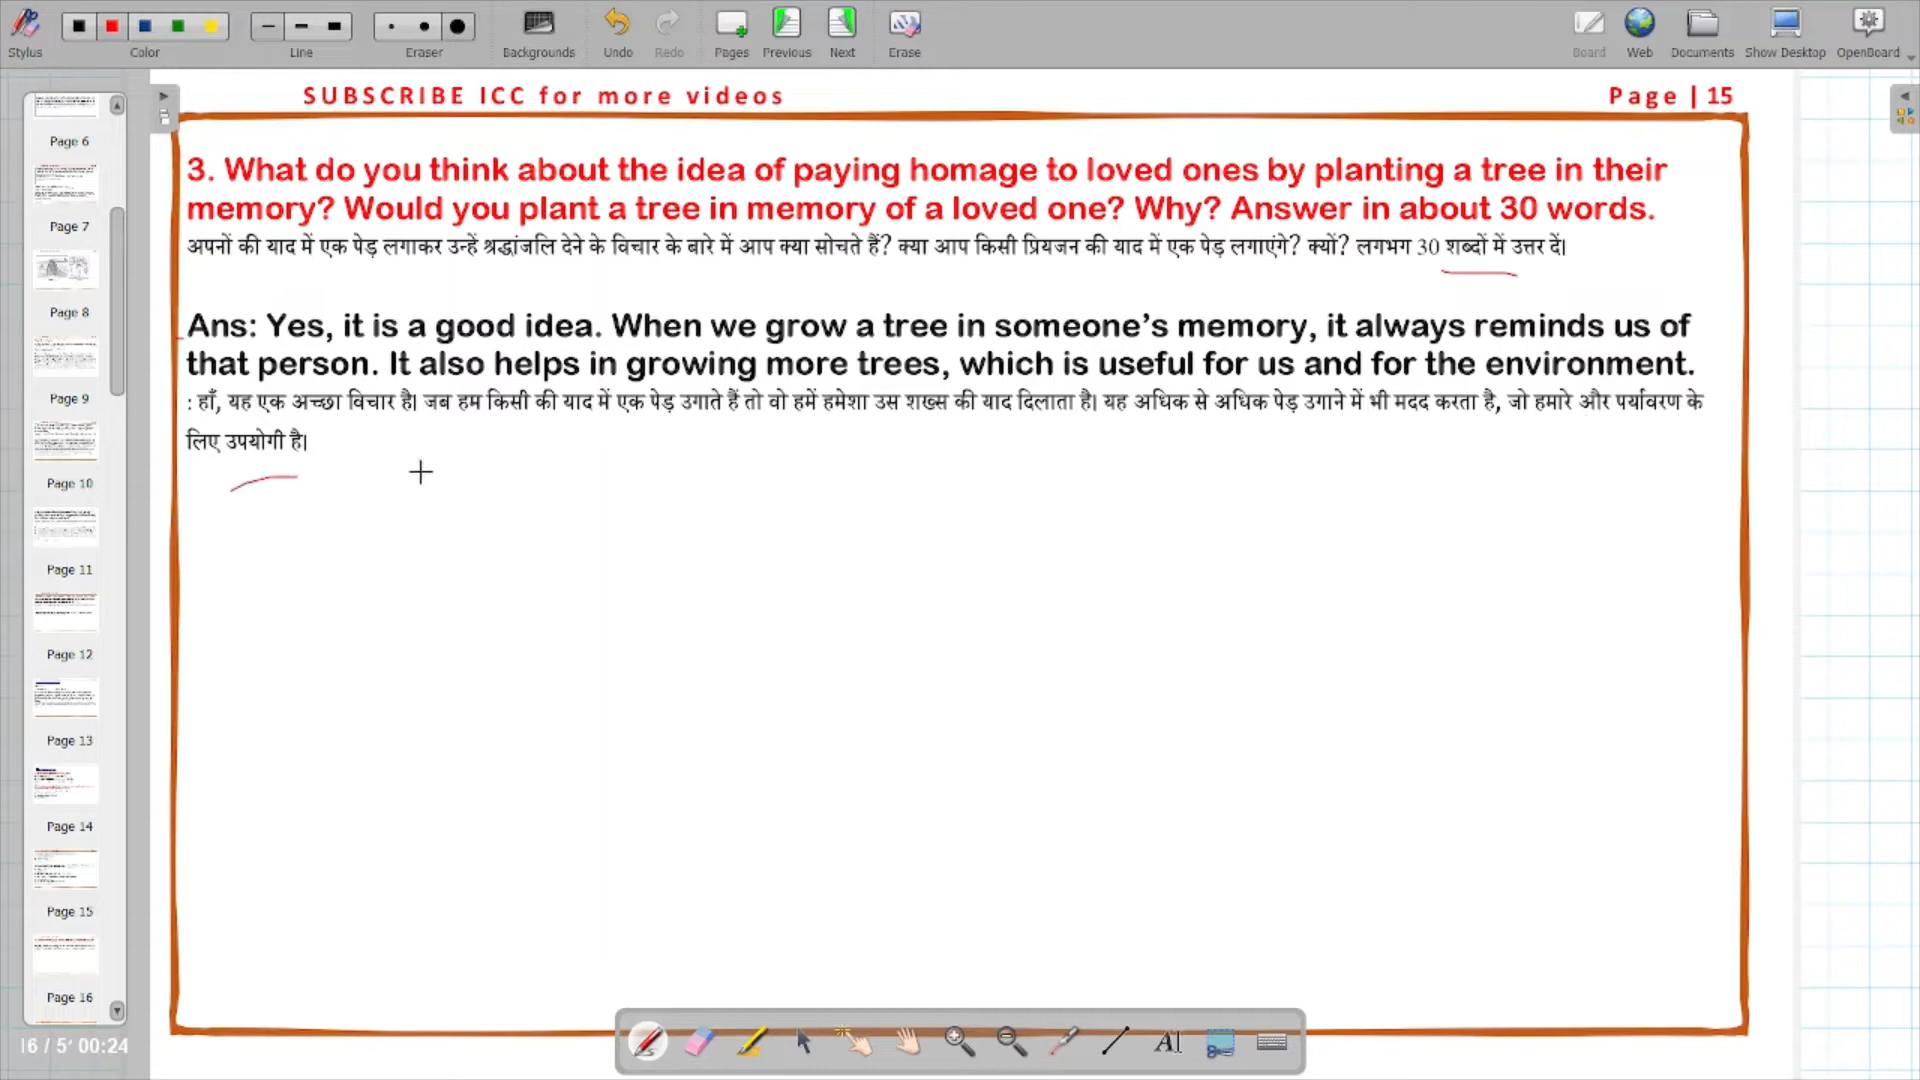 Stylus
Color
Line
Eraser
Backgrounds
Undo
Redo
Pages
Previous
Next
Erase
Board
Web
Documents
Show Desktop
OpenBoard
SUBSCRIBE ICC for more videos
Page | 15
3. What do you think about the idea of paying homage to loved ones by planting a tree in their
memory? Would you plant a tree in memory of a loved one? Why? Answer in about 30 words.
अपनों की याद में एक पेड़ लगाकर उन्हें श्रद्धांजलि देने के विचार के बारे में आप क्या सोचते हैं? क्या आप किसी प्रियजन की याद में एक पेड़ लगाएंगे? क्यों? लगभग 30 शब्दों में उत्तर दें।
Ans: Yes, it is a good idea. When we grow a tree in someone’s memory, it always reminds us of
that person. It also helps in growing more trees, which is useful for us and for the environment.
: हाँ, यह एक अच्छा विचार है। जब हम किसी की याद में एक पेड़ उगाते हैं तो वो हमें हमेशा उस शख्स की याद दिलाता है। यह अधिक से अधिक पेड़ उगाने में भी मदद करता है, जो हमारे और पर्यावरण के
लिए उपयोगी है।
Page 6
Page 7
Page 8
Page 9
Page 10
Page 11
Page 12
Page 13
Page 14
Page 15
Page 16
00:24